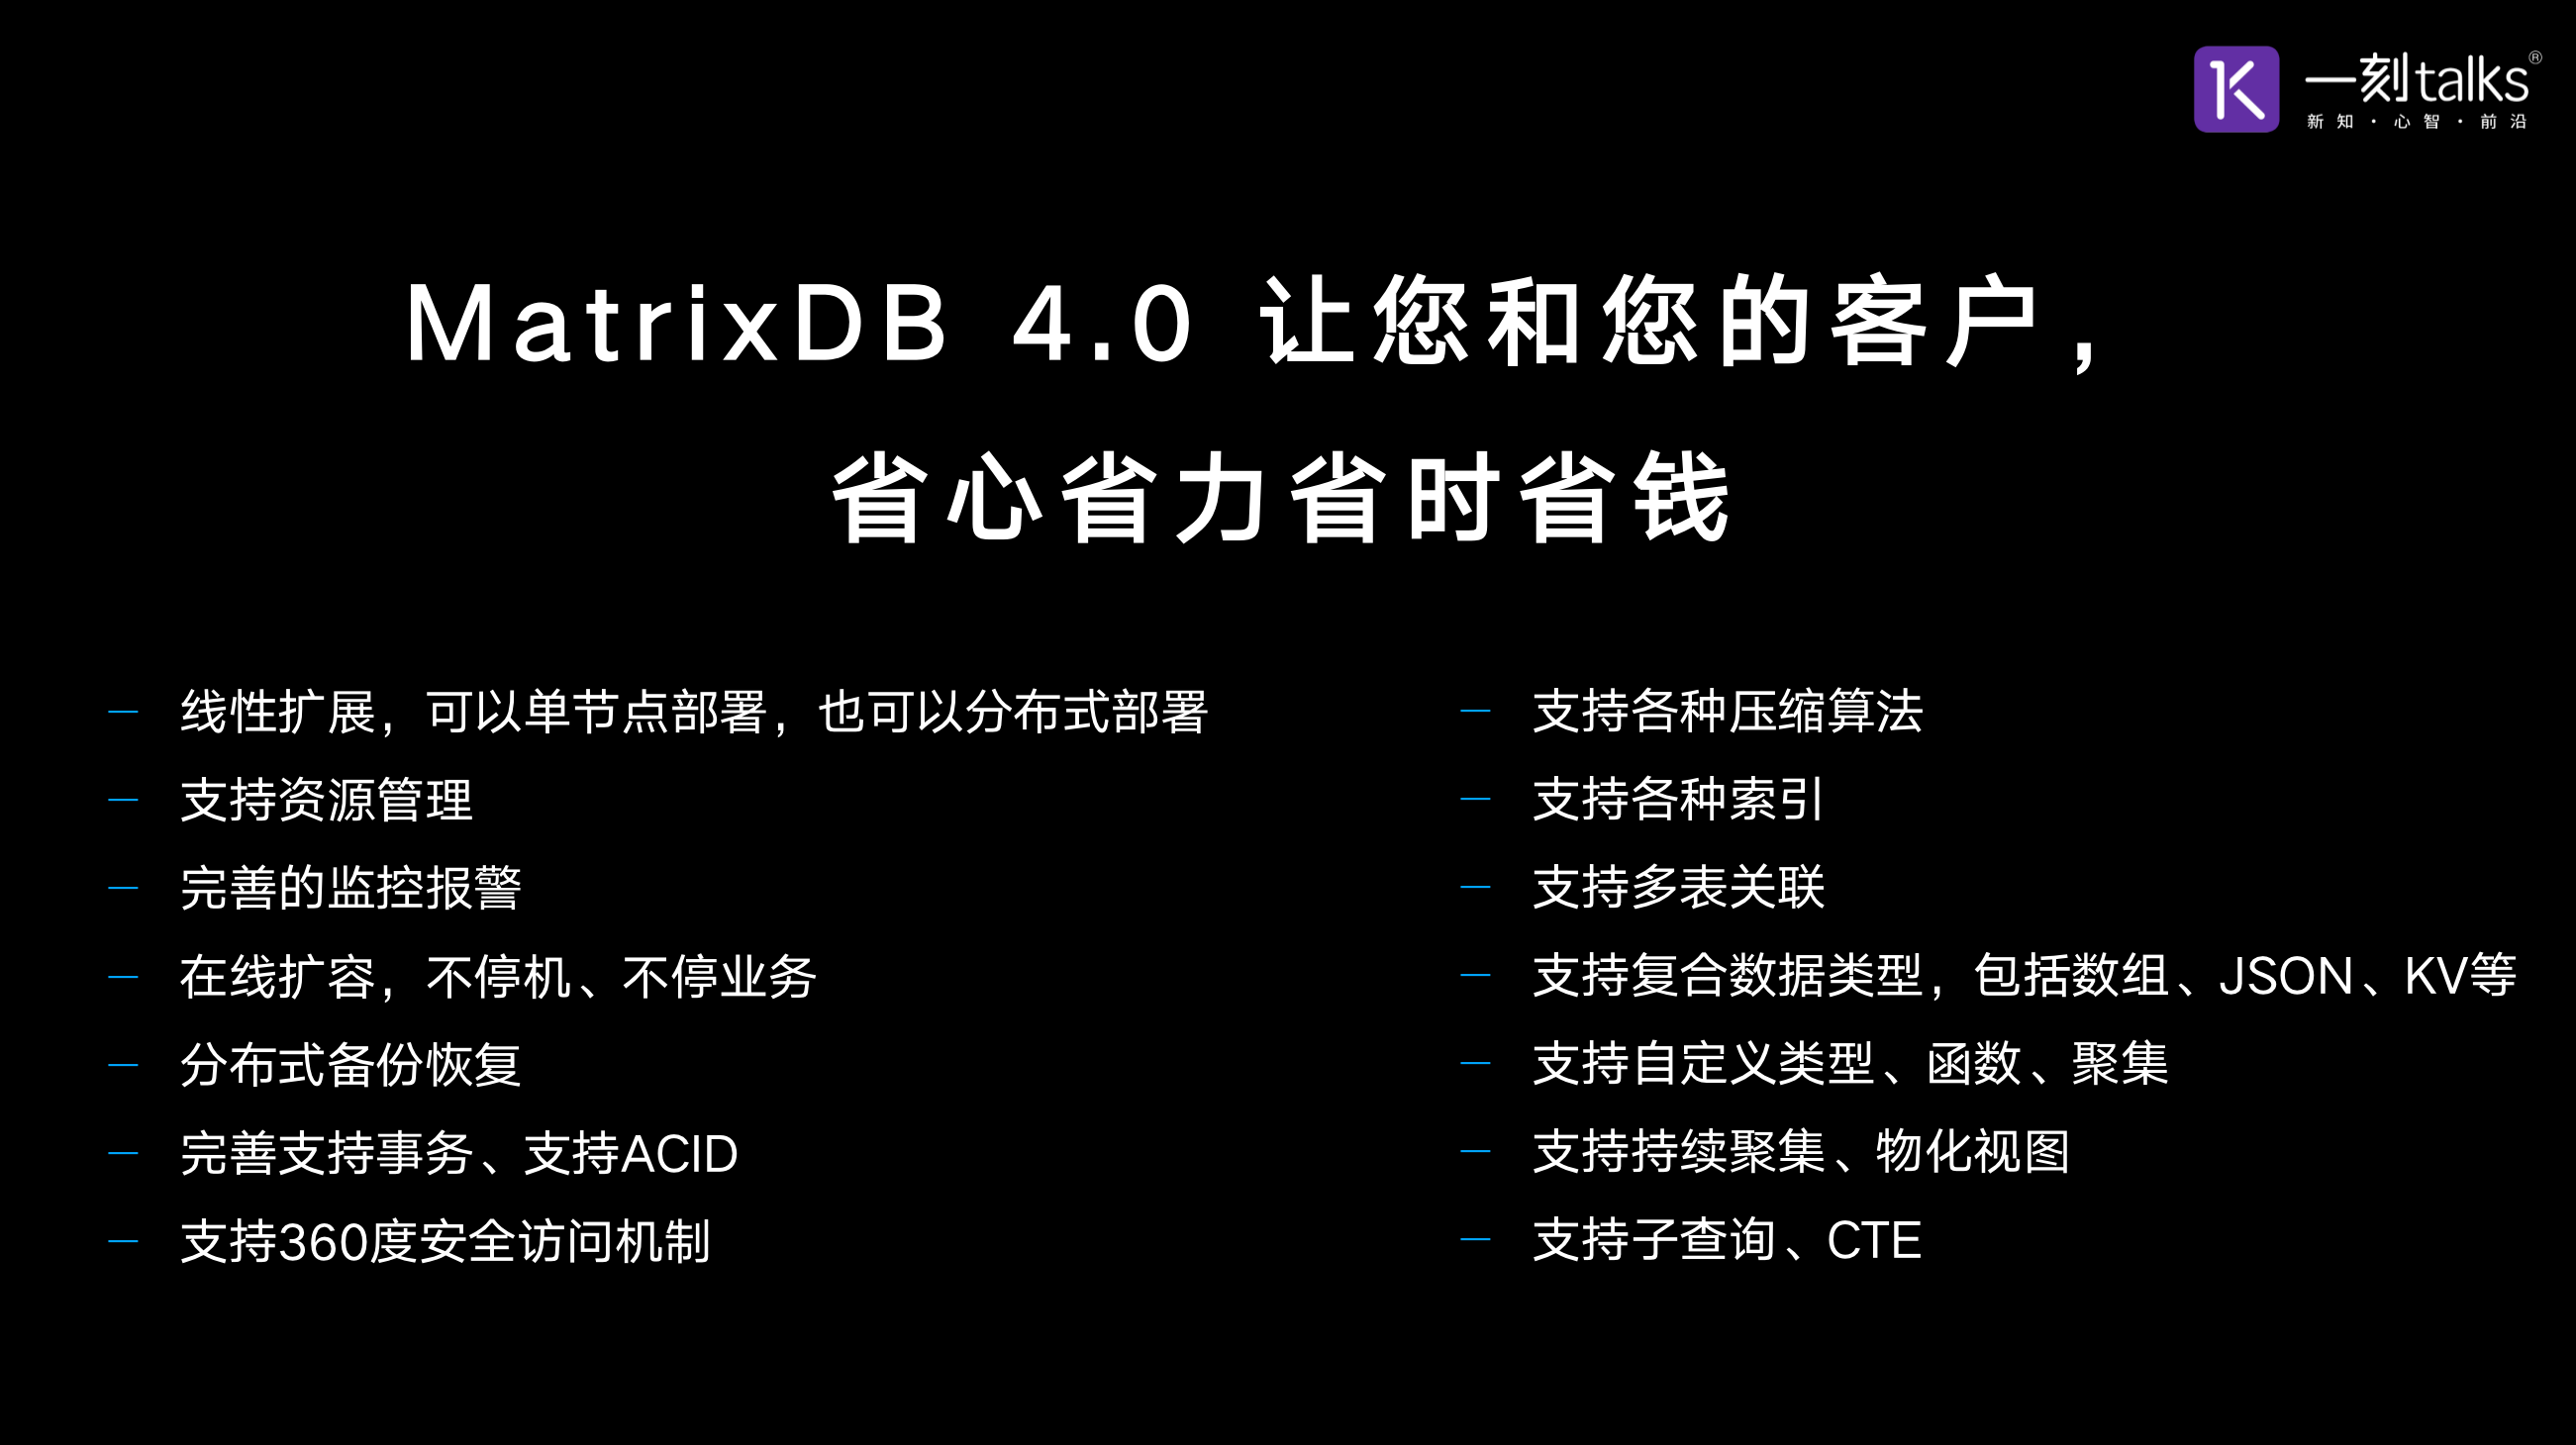 一刻talks®
新知·心智·前沿
MatrixDB 4.0 让您和您的客户，
省心省力省时省钱
— 线性扩展，可以单节点部署，也可以分布式部署
— 支持资源管理
— 完善的监控报警
— 在线扩容，不停机、不停业务
— 分布式备份恢复
— 完善支持事务、支持ACID
— 支持360度安全访问机制
— 支持各种压缩算法
— 支持各种索引
— 支持多表关联
— 支持复合数据类型，包括数组、JSON、KV等
— 支持自定义类型、函数、聚集
— 支持持续聚集、物化视图
— 支持子查询、CTE